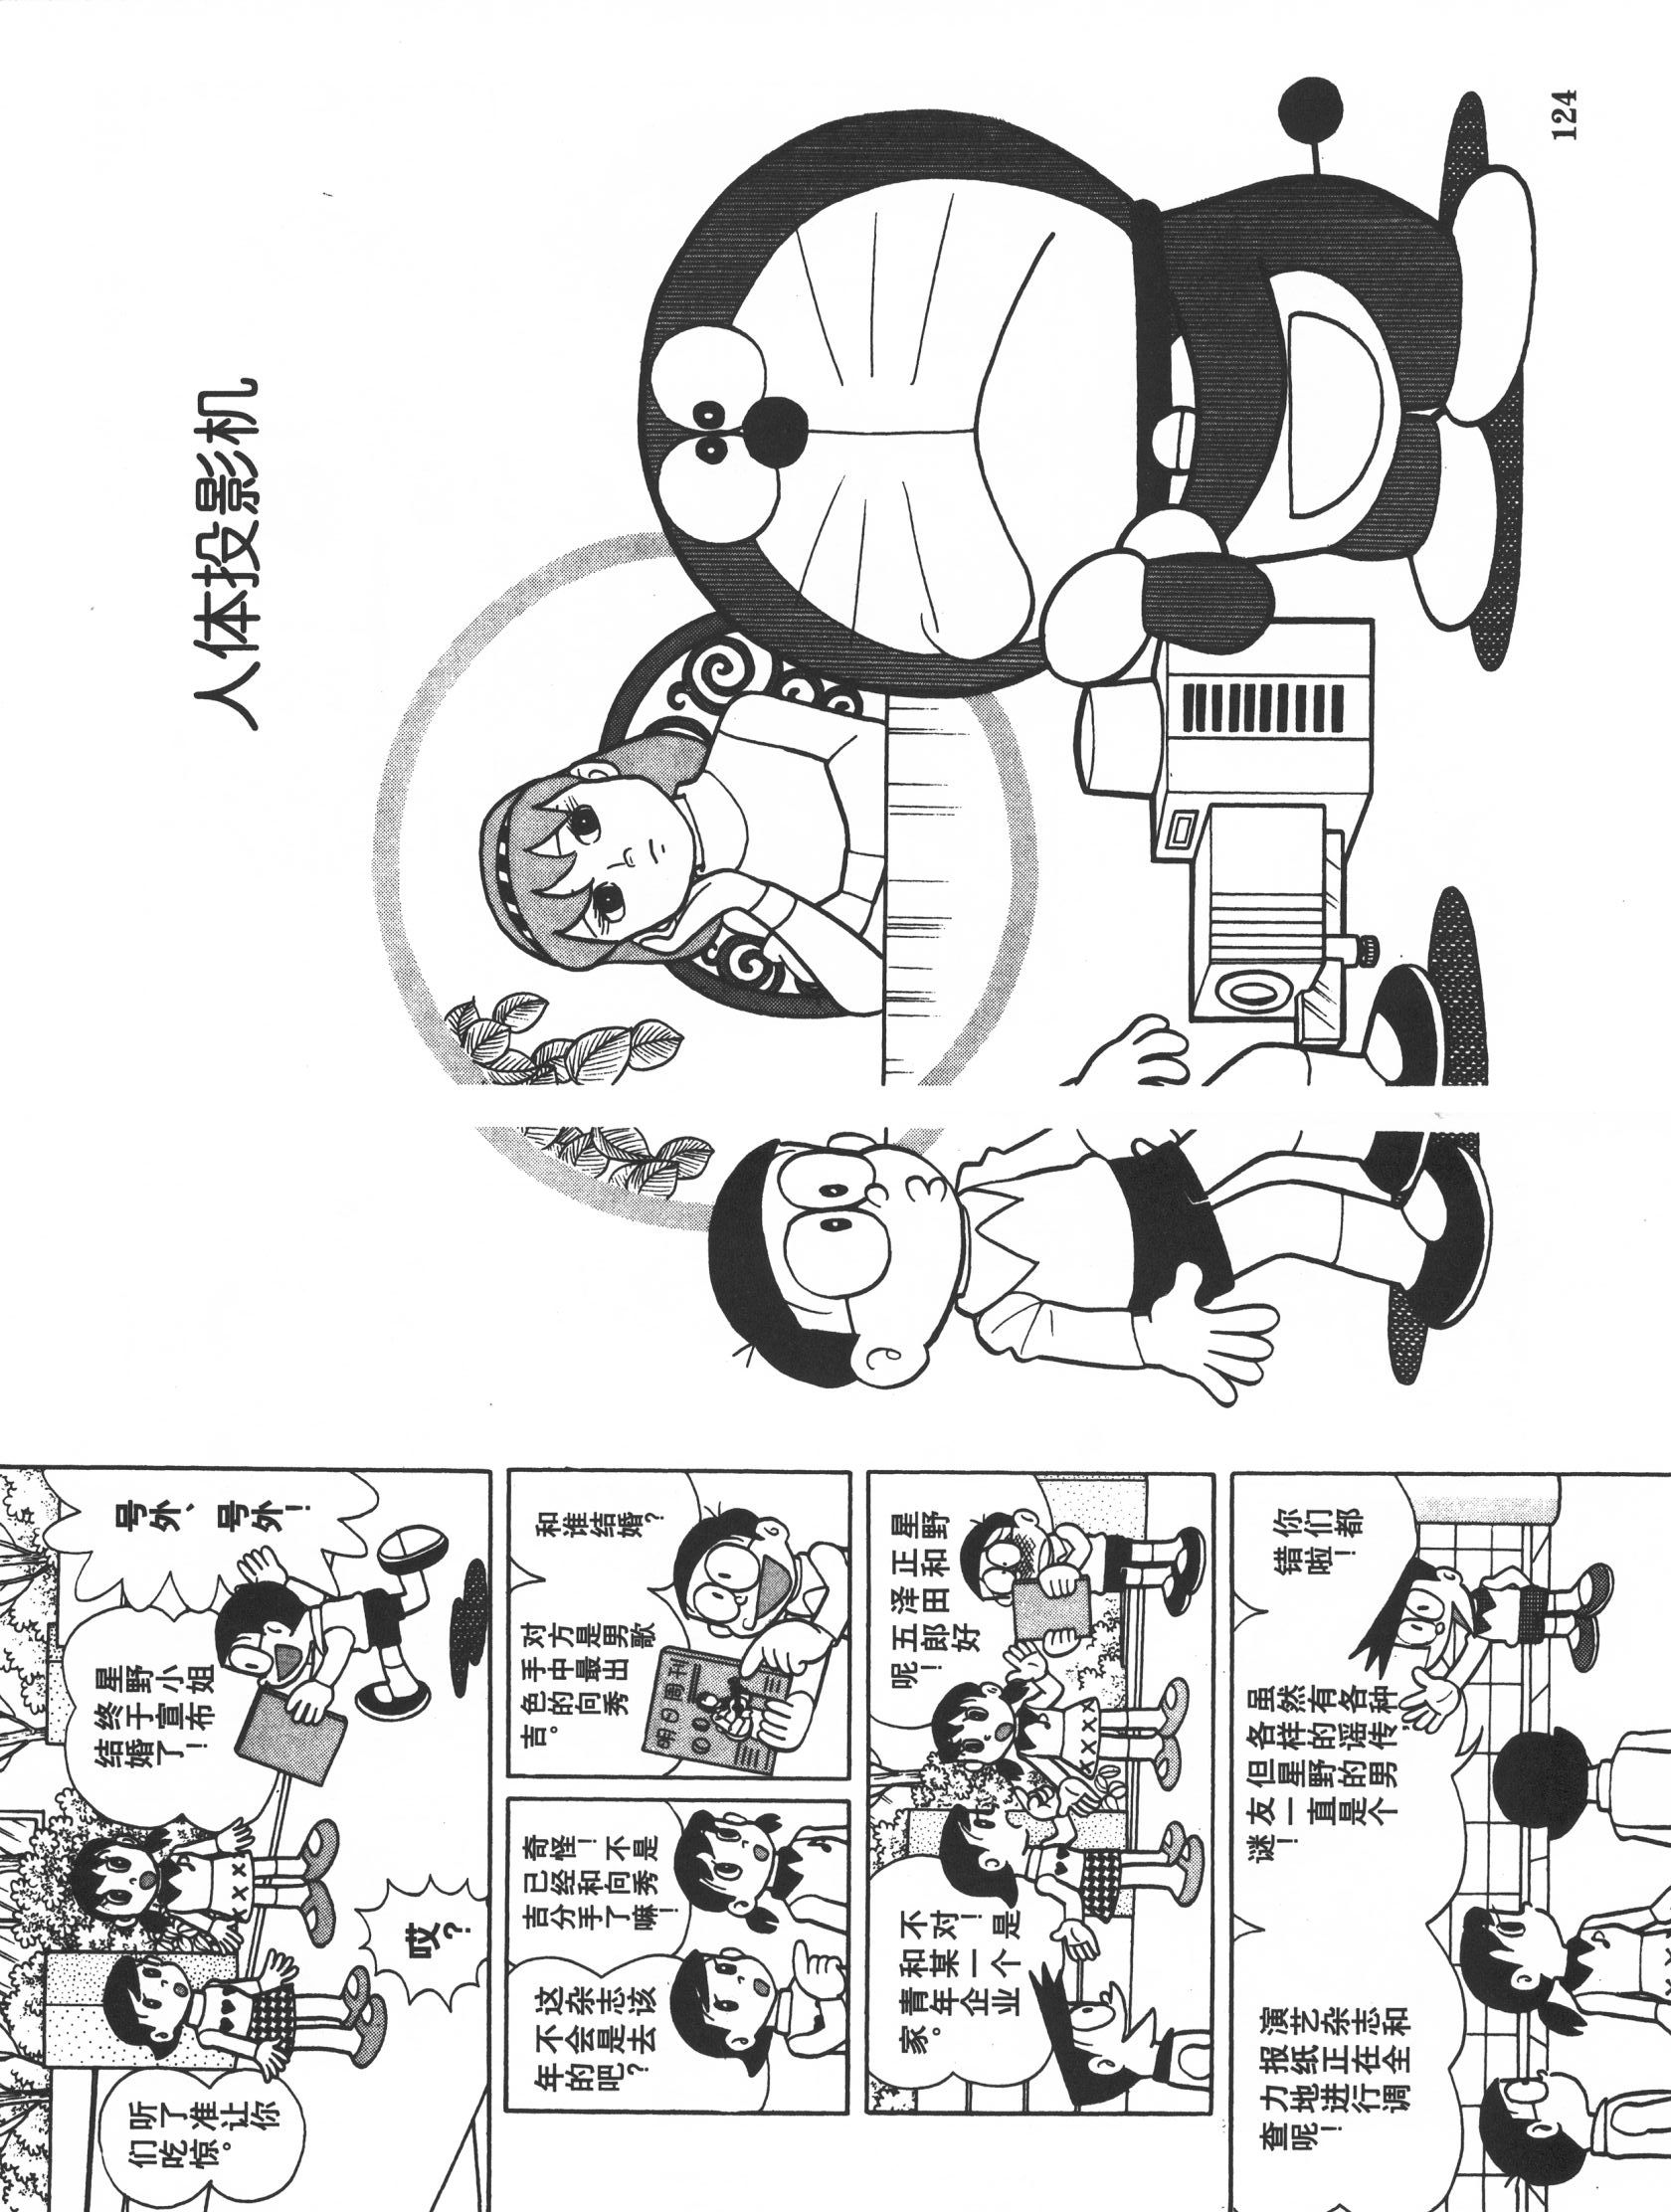 人体投影机
124
号外、
号外！
星野小姐
终于宣布
结婚了！
哎？
听了准让你
们吃惊。
和谁结婚？
对方是男歌
手中最出
色的向秀
吉。
明日周刊
奇怪！不是
已经和向秀
吉分手了嘛！
这杂志该
不会是去
年的吧？
星野
正和
泽田
五郎好
呢！
不对！是
和某一个
青年企业
家。
你们都
错啦！
虽然有各种
各样的谣传，
但星野的男
友一直是个
谜！
演艺杂志和
报纸正在全
力地进行调
查呢！